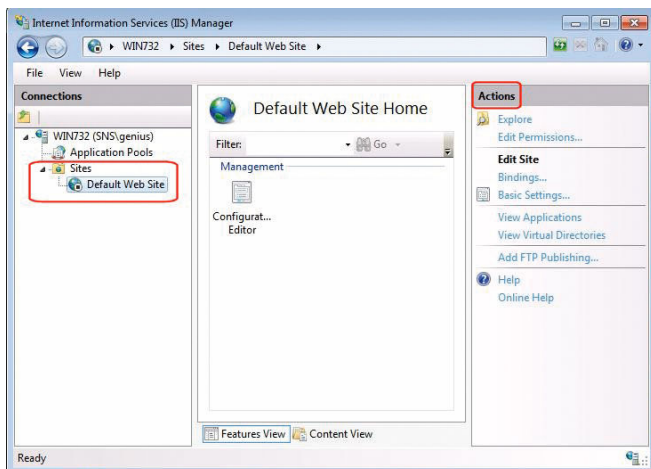 Internet Information Services (IIS) Manager
WIN732 Sites Default Web Site
File View Help
Connections
WIN732 (SNS\genius)
Application Pools
Sites
Default Web Site
Default Web Site Home
Filter: Go
Management
Configurat...
Editor
Features View Content View
Actions
Explore
Edit Permissions...
Edit Site
Bindings...
Basic Settings...
View Applications
View Virtual Directories
Add FTP Publishing...
Help
Online Help
Ready